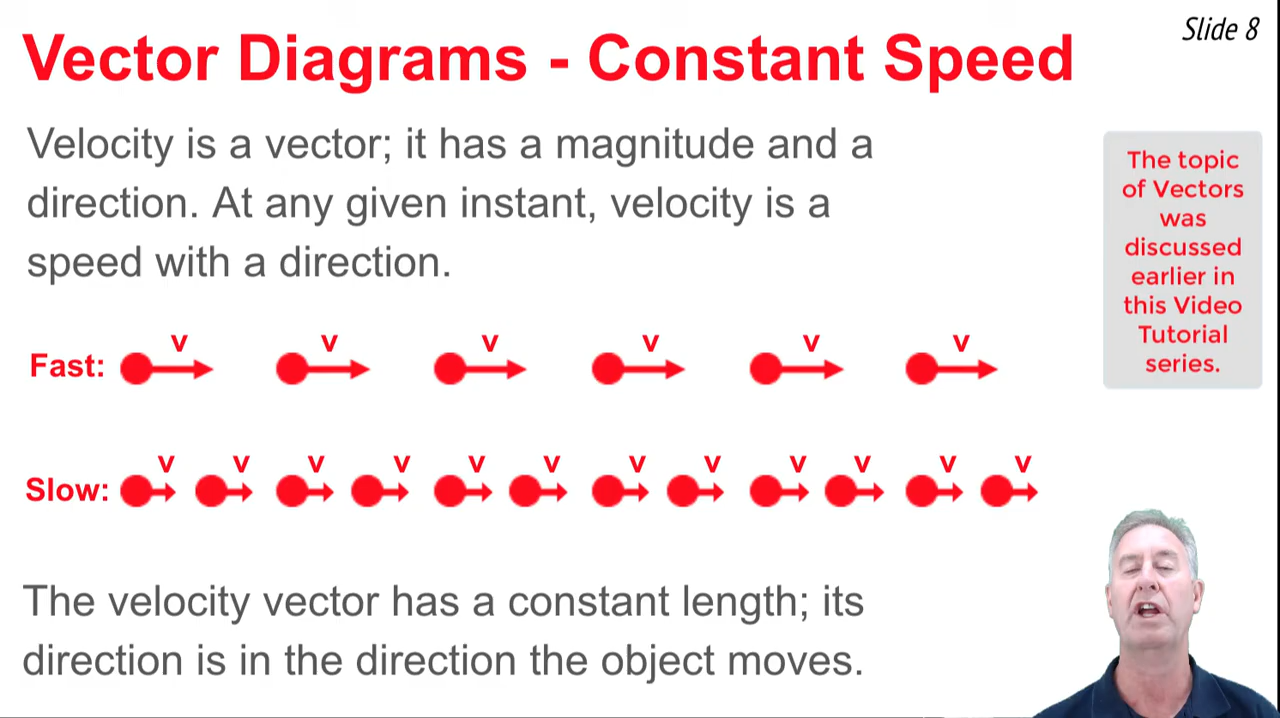 Slide 8
Vector Diagrams - Constant Speed
Velocity is a vector; it has a magnitude and a
direction. At any given instant, velocity is a
speed with a direction.
The topic
of Vectors
was
discussed
earlier in
this Video
Tutorial
series.
v v v v v v
Fast:
v v v v v v v v v v v v
Slow:
The velocity vector has a constant length; its
direction is in the direction the object moves.